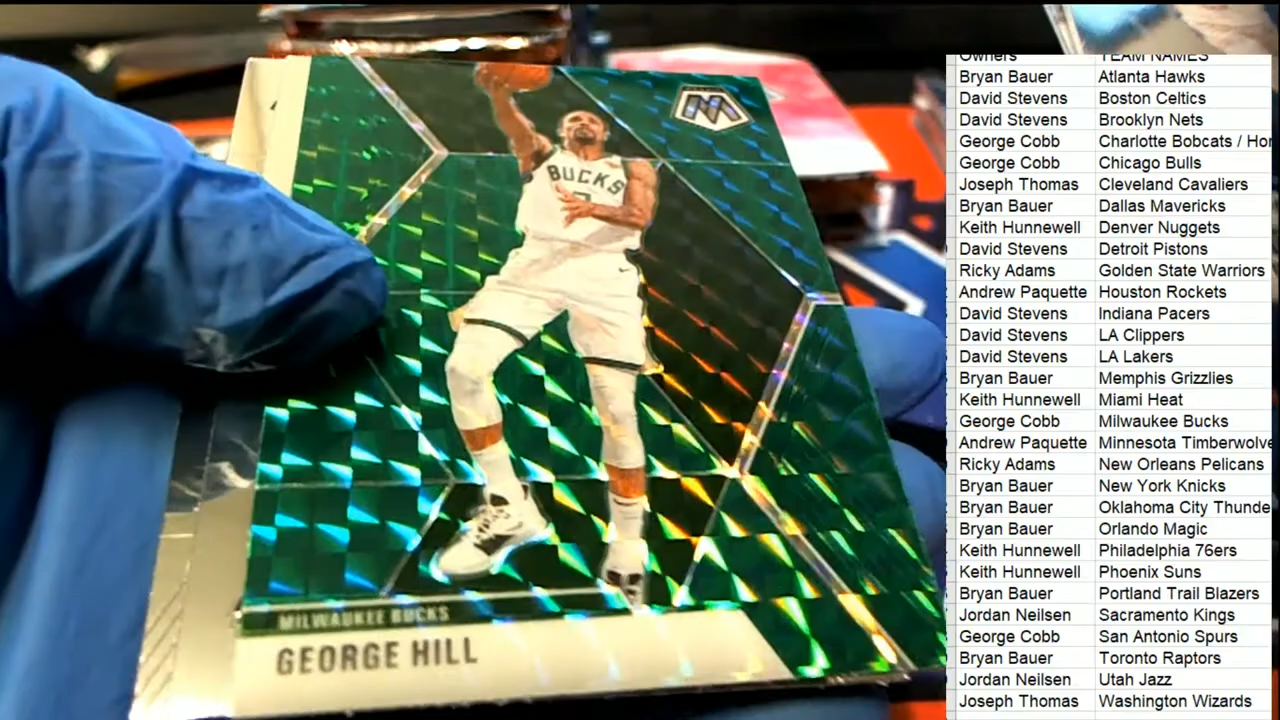 M
BUCKS
MILWAUKEE BUCKS
GEORGE HILL
Owners TEAM NAMES
Bryan Bauer Atlanta Hawks
David Stevens Boston Celtics
David Stevens Brooklyn Nets
George Cobb Charlotte Bobcats / Hor
George Cobb Chicago Bulls
Joseph Thomas Cleveland Cavaliers
Bryan Bauer Dallas Mavericks
Keith Hunnewell Denver Nuggets
David Stevens Detroit Pistons
Ricky Adams Golden State Warriors
Andrew Paquette Houston Rockets
David Stevens Indiana Pacers
David Stevens LA Clippers
David Stevens LA Lakers
Bryan Bauer Memphis Grizzlies
Keith Hunnewell Miami Heat
George Cobb Milwaukee Bucks
Andrew Paquette Minnesota Timberwolve
Ricky Adams New Orleans Pelicans
Bryan Bauer New York Knicks
Bryan Bauer Oklahoma City Thunde
Bryan Bauer Orlando Magic
Keith Hunnewell Philadelphia 76ers
Keith Hunnewell Phoenix Suns
Bryan Bauer Portland Trail Blazers
Jordan Neilsen Sacramento Kings
George Cobb San Antonio Spurs
Bryan Bauer Toronto Raptors
Jordan Neilsen Utah Jazz
Joseph Thomas Washington Wizards